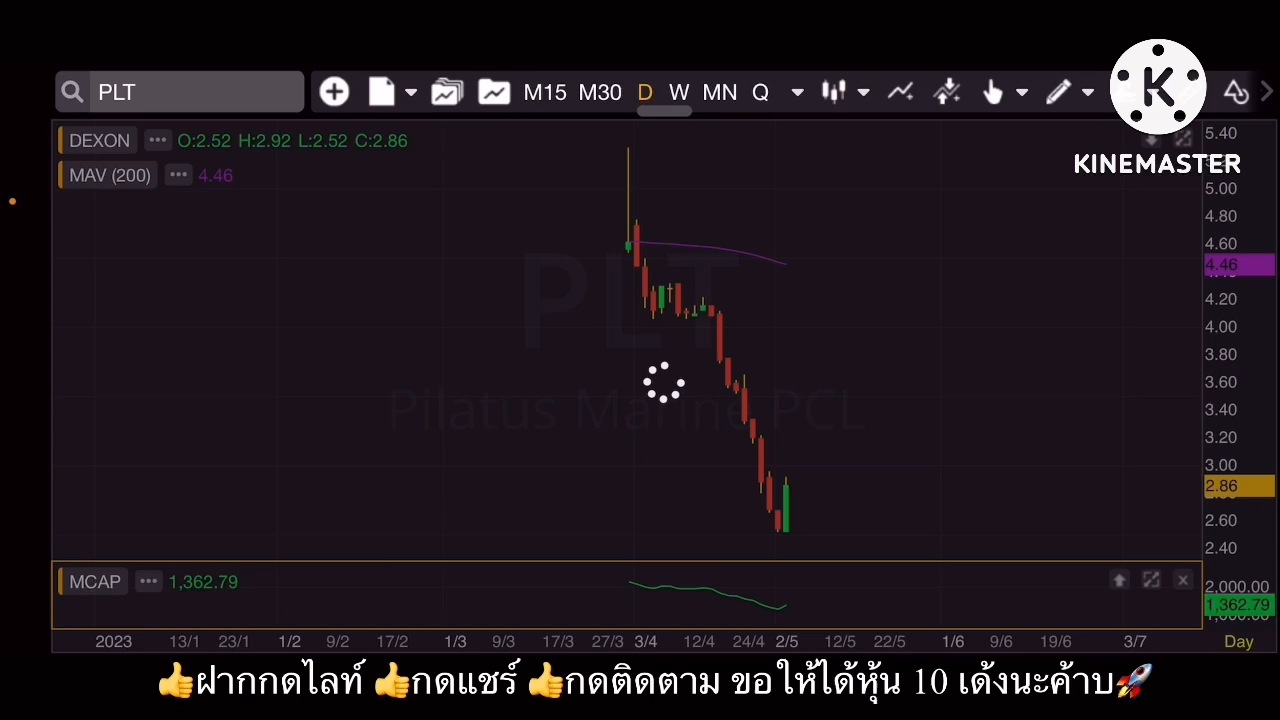 PLT M15 M30 D W MN Q
KINEMASTER
DEXON ••• O:2.52 H:2.92 L:2.52 C:2.86
MAV (200) ••• 4.46
5.40
5.00
4.80
4.60
4.46
4.20
4.00
3.80
3.60
3.40
3.20
3.00
2.86
2.60
2.40
PLT
Pilatus Marine PCL
MCAP ••• 1,362.79
2,000.00
1,362.79
2023 13/1 23/1 1/2 9/2 17/2 1/3 9/3 17/3 27/3 3/4 12/4 24/4 2/5 12/5 22/5 1/6 9/6 19/6 3/7 Day
👍ฝากกดไลท์ 👍กดแชร์ 👍กดติดตาม ขอให้ได้หุ้น 10 เด้งนะค้าบ🚀